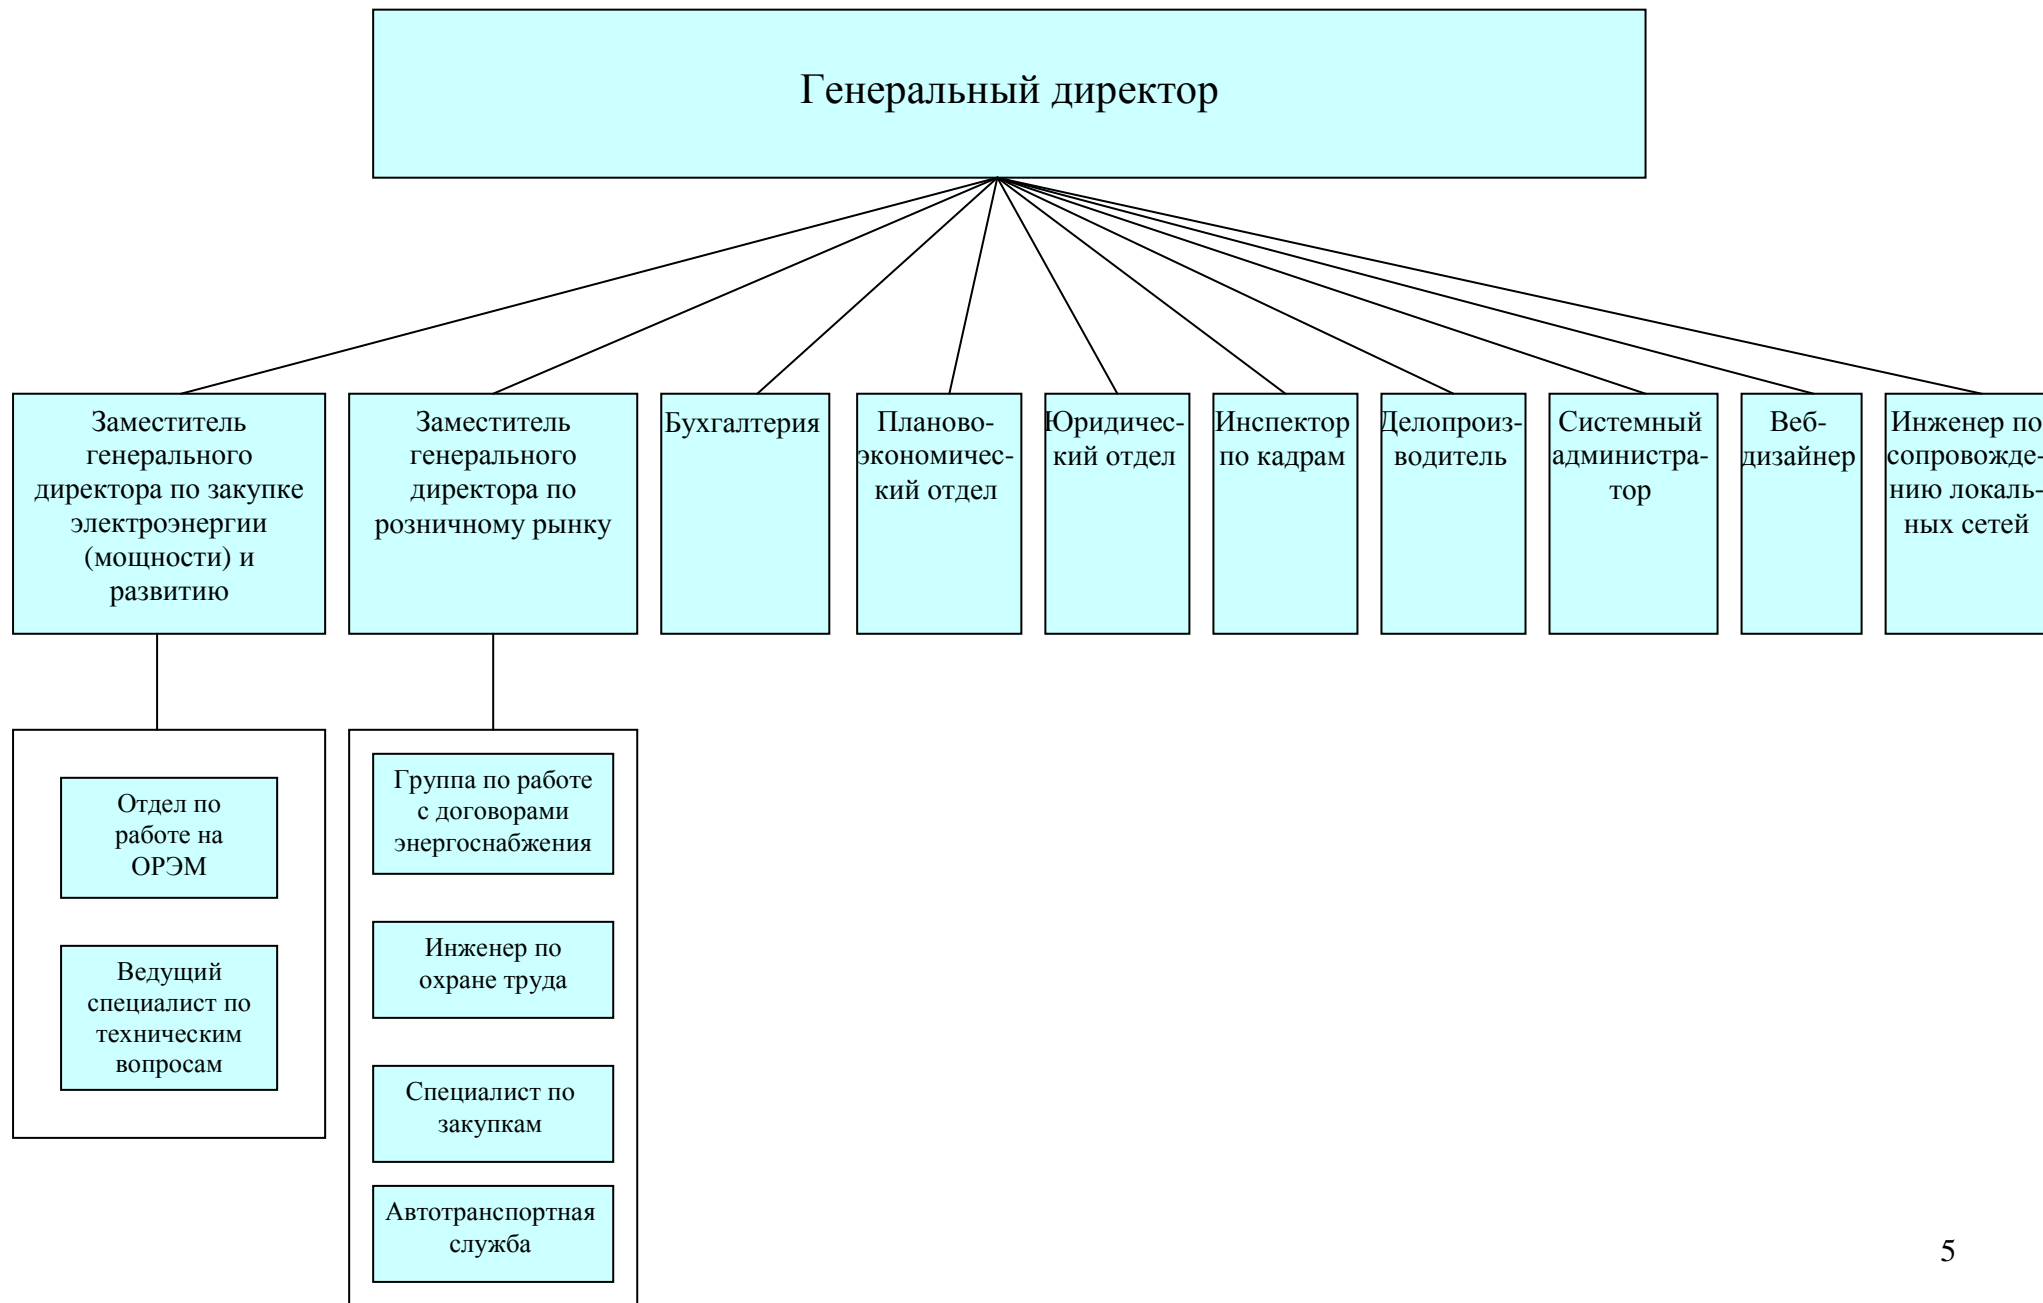 Генеральный директор
Заместитель
генерального
директора по закупке
электроэнергии
(мощности) и
развитию
Заместитель
генерального
директора по
розничному рынку
Бухгалтерия
Планово-
экономичес-
кий отдел
Юридичес-
кий отдел
Инспектор
по кадрам
Делопроиз-
водитель
Системный
администра-
тор
Веб-
дизайнер
Инженер по
сопровожде-
нию локаль-
ных сетей
Отдел по
работе на
ОРЭМ
Ведущий
специалист по
техническим
вопросам
Группа по работе
с договорами
энергоснабжения
Инженер по
охране труда
Специалист по
закупкам
Автотранспортная
служба
5